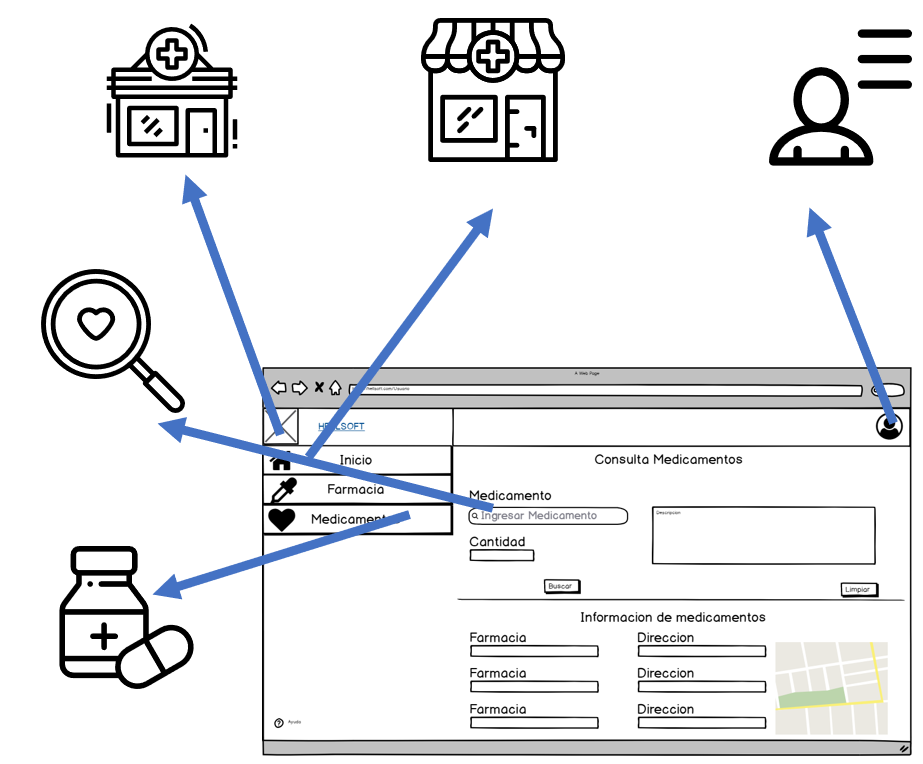 A Web Page
HEALSOFT
Inicio
Farmacia
Medicamentos
Ayuda
Consulta Medicamentos
Medicamento
Ingresar Medicamento
Descripcion
Cantidad
Buscar
Limpiar
Informacion de medicamentos
Farmacia
Direccion
Farmacia
Direccion
Farmacia
Direccion